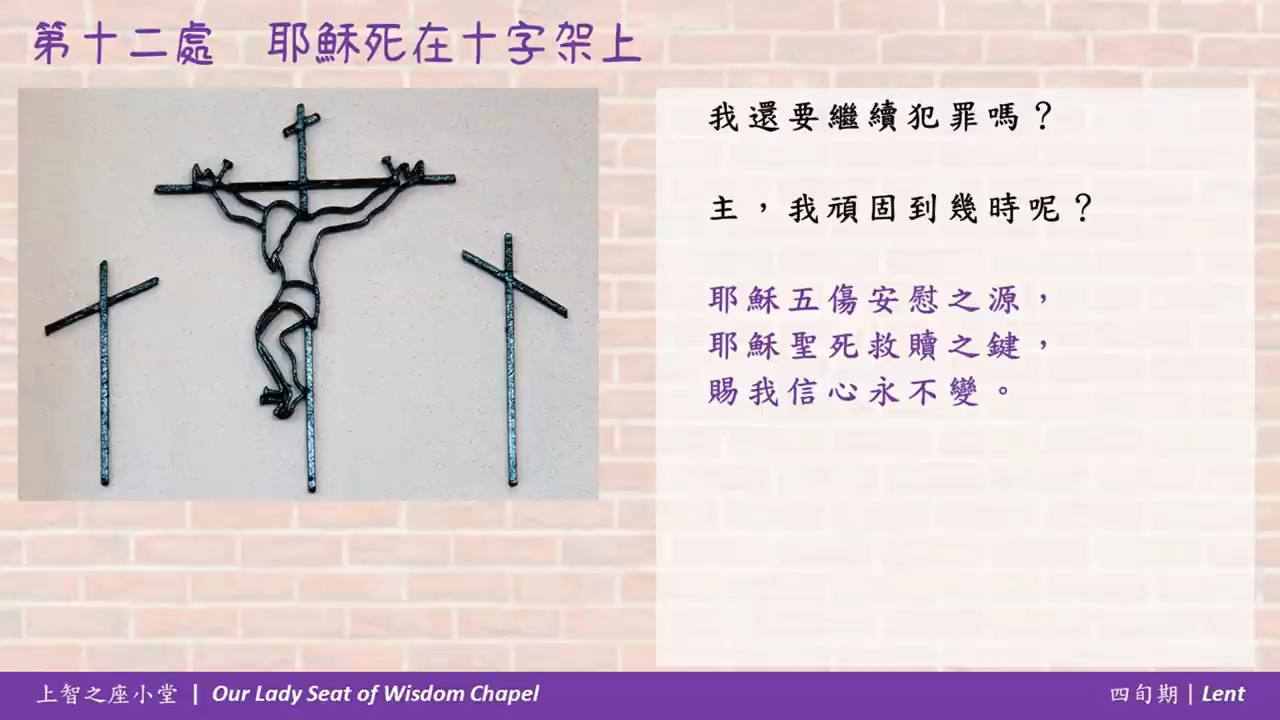 第十二處　耶穌死在十字架上
我還要繼續犯罪嗎？
主，我頑固到幾時呢？
耶穌五傷安慰之源，
耶穌聖死救贖之鍵，
賜我信心永不變。
上智之座小堂 | Our Lady Seat of Wisdom Chapel
四旬期 | Lent